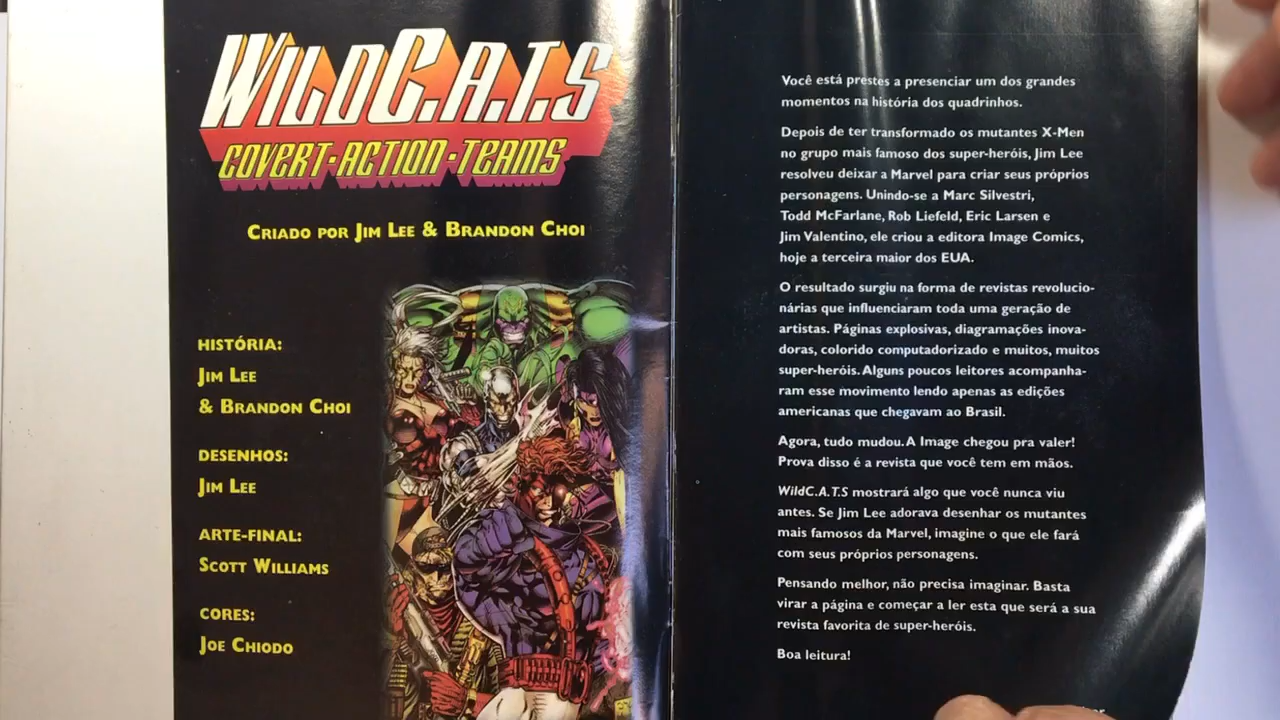 WILDC.A.T.S
COVERT-ACTION-TEAMS
CRIADO POR JIM LEE & BRANDON CHOI
HISTÓRIA:
JIM LEE
& BRANDON CHOI
DESENHOS:
JIM LEE
ARTE-FINAL:
SCOTT WILLIAMS
CORES:
JOE CHIODO
Você está prestes a presenciar um dos grandes
momentos na história dos quadrinhos.
Depois de ter transformado os mutantes X-Men
no grupo mais famoso dos super-heróis, Jim Lee
resolveu deixar a Marvel para criar seus próprios
personagens. Unindo-se a Marc Silvestri,
Todd McFarlane, Rob Liefeld, Eric Larsen e
Jim Valentino, ele criou a editora Image Comics,
hoje a terceira maior dos EUA.
O resultado surgiu na forma de revistas revolucio-
nárias que influenciaram toda uma geração de
artistas. Páginas explosivas, diagramações inova-
doras, colorido computadorizado e muitos, muitos
super-heróis. Alguns poucos leitores acompanha-
ram esse movimento lendo apenas as edições
americanas que chegavam ao Brasil.
Agora, tudo mudou. A Image chegou pra valer!
Prova disso é a revista que você tem em mãos.
WildC.A.T.S mostrará algo que você nunca viu
antes. Se Jim Lee adorava desenhar os mutantes
mais famosos da Marvel, imagine o que ele fará
com seus próprios personagens.
Pensando melhor, não precisa imaginar. Basta
virar a página e começar a ler esta que será a sua
revista favorita de super-heróis.
Boa leitura!